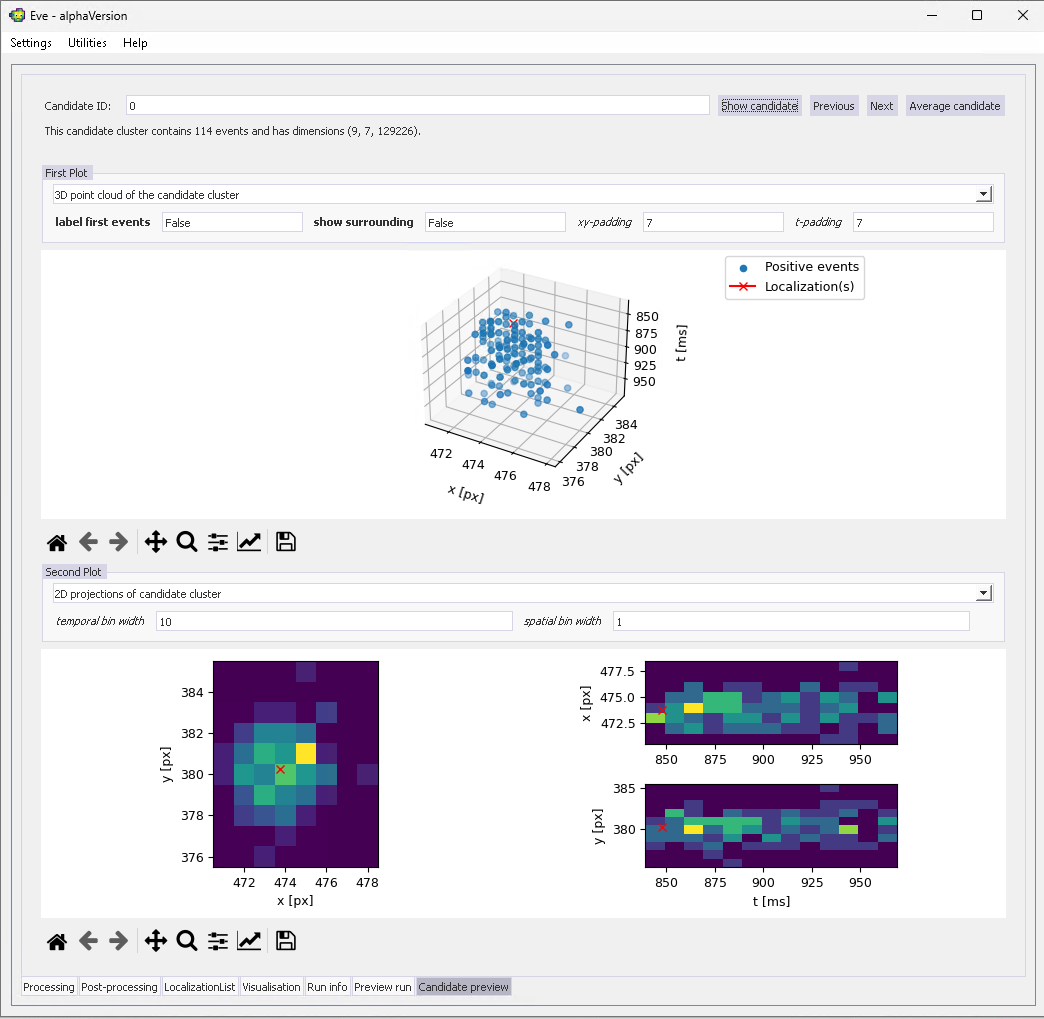 Eve - alphaVersion
Settings Utilities Help
Candidate ID: 0 Show candidate Previous Next Average candidate
This candidate cluster contains 114 events and has dimensions (9, 7, 129226).
First Plot
3D point cloud of the candidate cluster
label first events False show surrounding False xy-padding 7 t-padding 7
Positive events
Localization(s)
850
875
900
925
950
t [ms]
384
382
380
378
376
y [px]
472
474
476
478
x [px]
Second Plot
2D projections of candidate cluster
temporal bin width 10 spatial bin width 1
384
382
380
378
376
y [px]
472 474 476 478
x [px]
477.5
475.0
472.5
x [px]
850 875 900 925 950
385
380
y [px]
850 875 900 925 950
t [ms]
Processing Post-processing LocalizationList Visualisation Run info Preview run Candidate preview